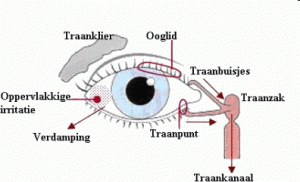 Traanklier
Ooglid
Traanbuisjes
Oppervlakkige
irritatie
Traanzak
Verdamping
Traanpunt
Traankanaal